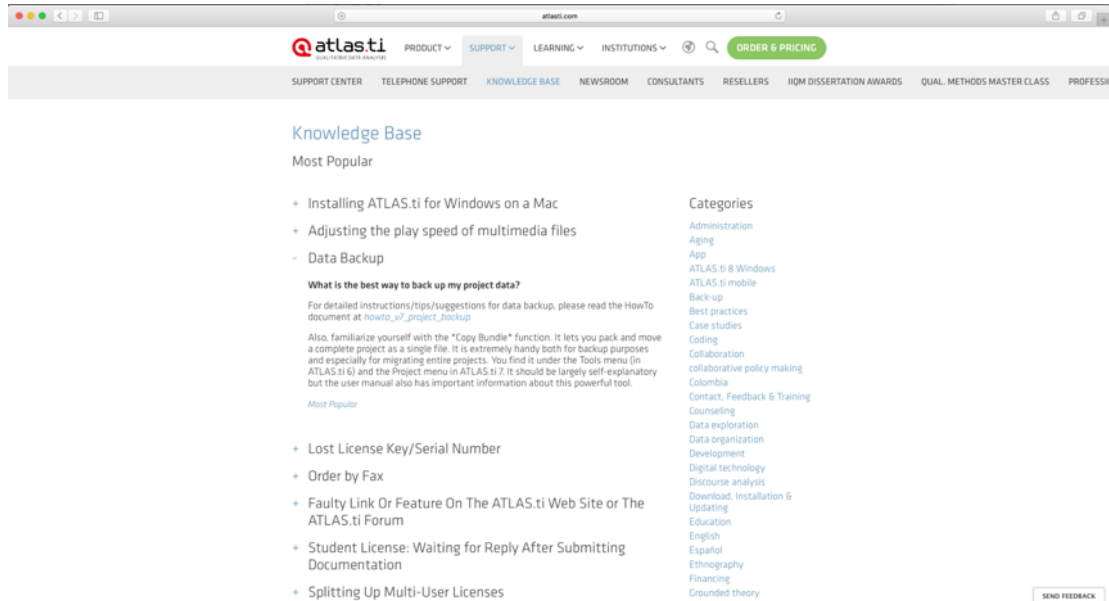 atlasti.com
atlas.ti
QUALITATIVE DATA ANALYSIS
PRODUCT
SUPPORT
LEARNING
INSTITUTIONS
ORDER & PRICING
SUPPORT CENTER
TELEPHONE SUPPORT
KNOWLEDGE BASE
NEWSROOM
CONSULTANTS
RESELLERS
IIQM DISSERTATION AWARDS
QUAL. METHODS MASTER CLASS
PROFESSI
Knowledge Base
Most Popular
+ Installing ATLAS.ti for Windows on a Mac
+ Adjusting the play speed of multimedia files
- Data Backup
What is the best way to back up my project data?
For detailed instructions/tips/suggestions for data backup, please read the HowTo
document at howto_v7_project_backup
Also, familiarize yourself with the "Copy Bundle" function. It lets you pack and move
a complete project as a single file. It is extremely handy both for backup purposes
and especially for migrating entire projects. You find it under the Tools menu (in
ATLAS.ti 6) and the Project menu in ATLAS.ti 7. It should be largely self-explanatory
but the user manual also has important information about this powerful tool.
Most Popular
+ Lost License Key/Serial Number
+ Order by Fax
+ Faulty Link Or Feature On The ATLAS.ti Web Site or The
ATLAS.ti Forum
+ Student License: Waiting for Reply After Submitting
Documentation
+ Splitting Up Multi-User Licenses
Categories
Administration
Aging
App
ATLAS.ti 8 Windows
ATLAS.ti mobile
Back-up
Best practices
Case studies
Coding
Collaboration
collaborative policy making
Colombia
Contact, Feedback & Training
Counseling
Data exploration
Data organization
Development
Digital technology
Discourse analysis
Download, Installation &
Updating
Education
English
Español
Ethnography
Financing
Grounded theory
SEND FEEDBACK